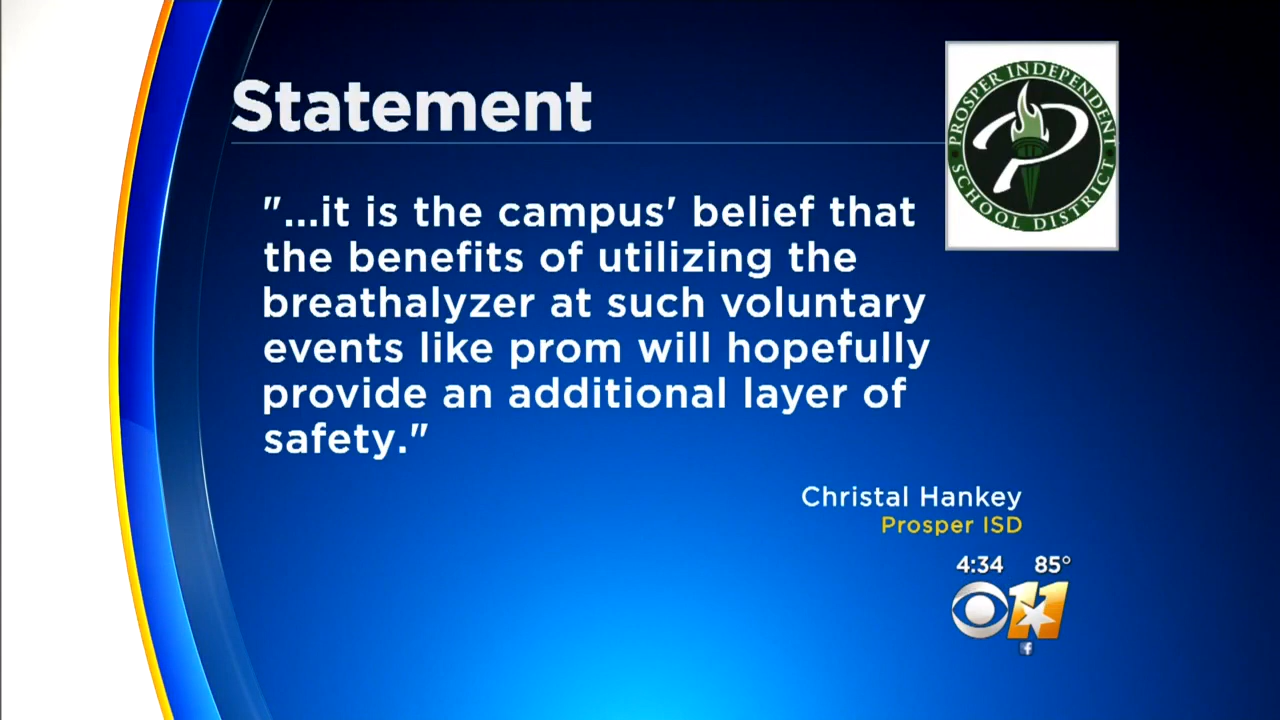 Statement
PROSPER INDEPENDENT
SCHOOL DISTRICT
"...it is the campus' belief that
the benefits of utilizing the
breathalyzer at such voluntary
events like prom will hopefully
provide an additional layer of
safety."
Christal Hankey
Prosper ISD
4:34 85°
11
f